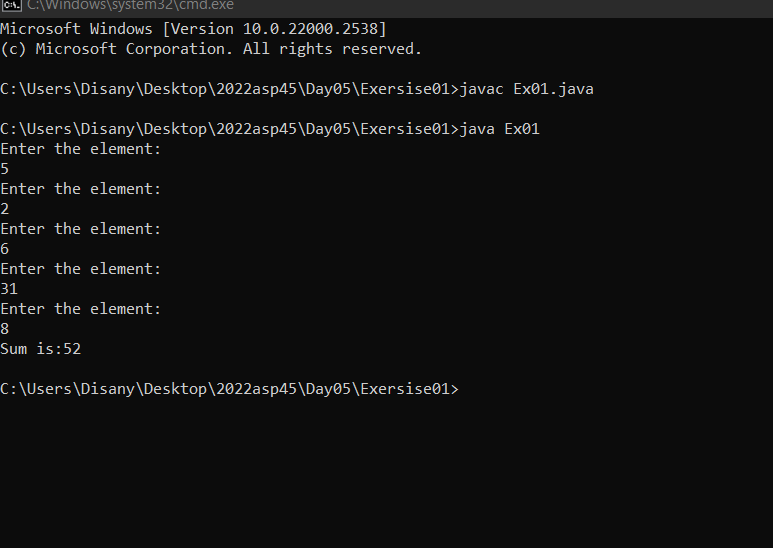 C:\Windows\system32\cmd.exe
Microsoft Windows [Version 10.0.22000.2538]
(c) Microsoft Corporation. All rights reserved.
C:\Users\Disany\Desktop\2022asp45\Day05\Exersise01>javac Ex01.java
C:\Users\Disany\Desktop\2022asp45\Day05\Exersise01>java Ex01
Enter the element:
5
Enter the element:
2
Enter the element:
6
Enter the element:
31
Enter the element:
8
Sum is:52
C:\Users\Disany\Desktop\2022asp45\Day05\Exersise01>